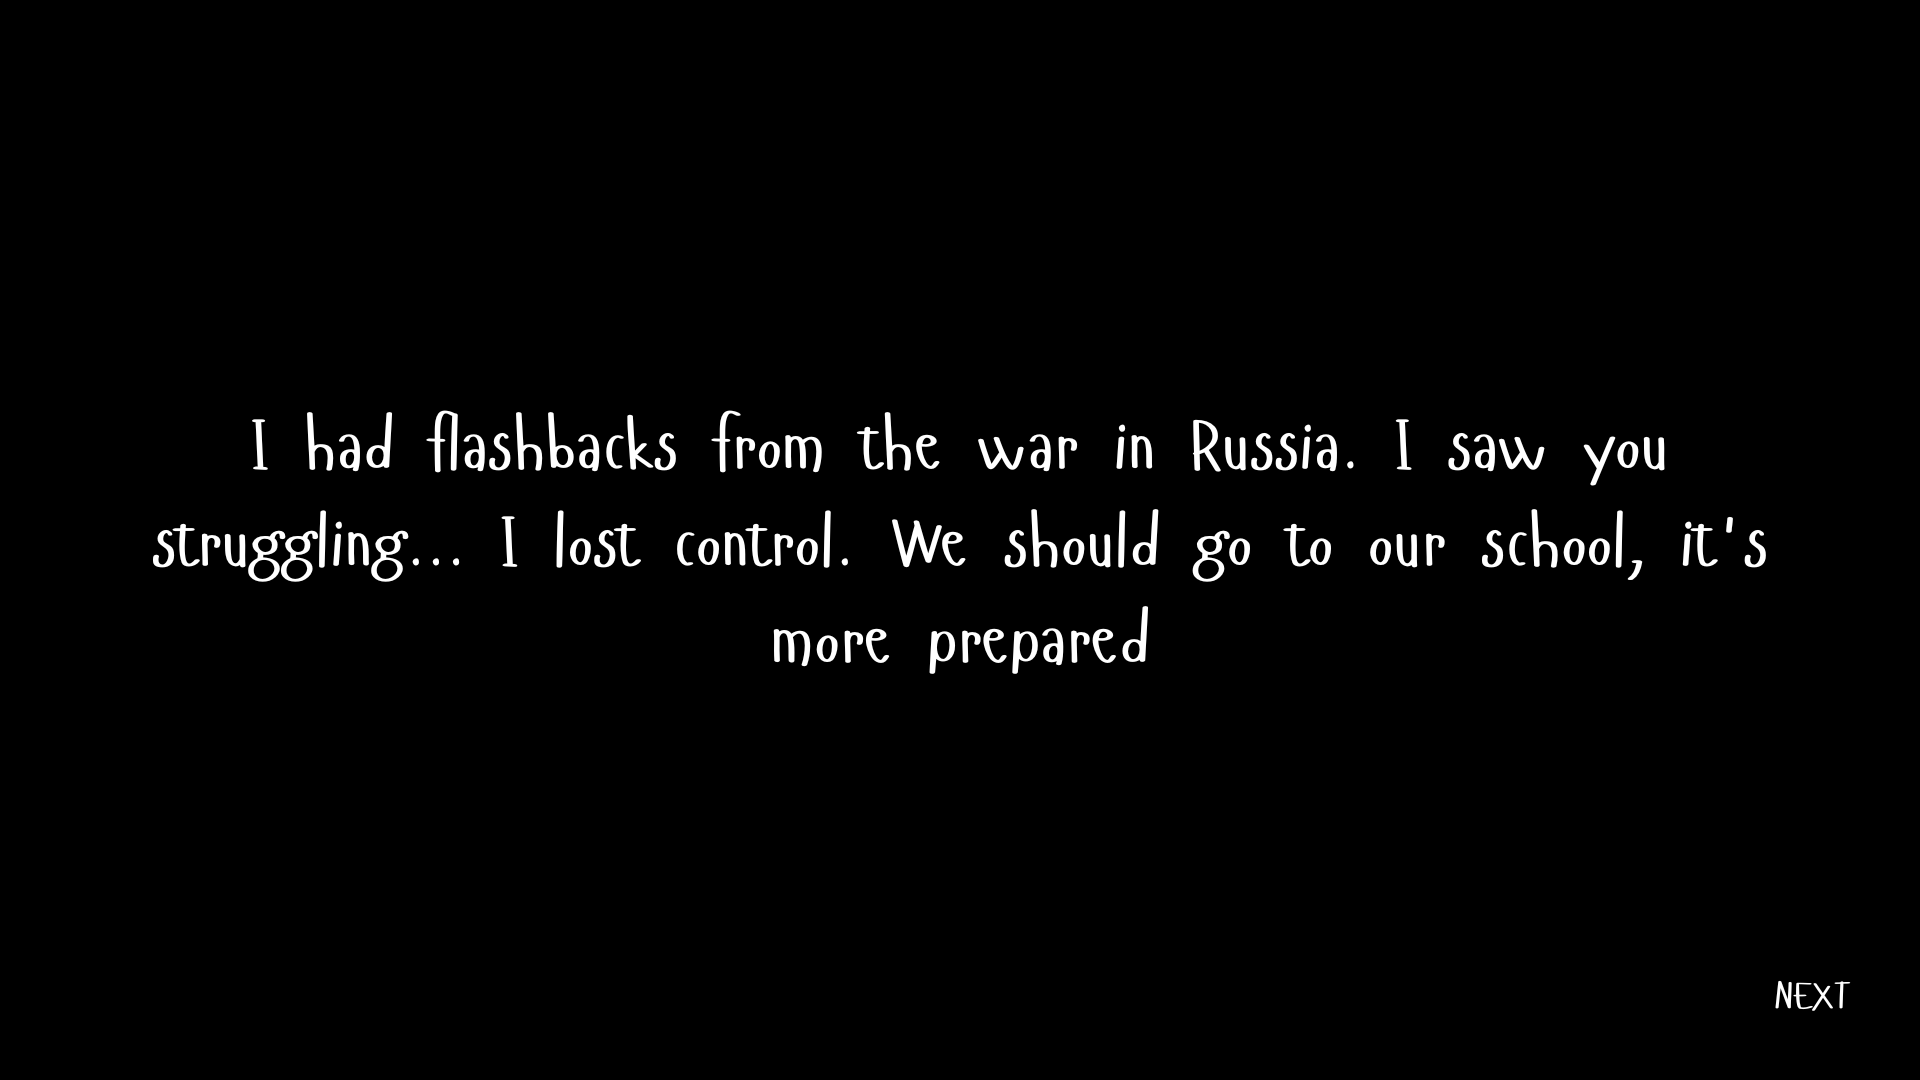 I had flashbacks from the war in Russia. I saw you
struggling... I lost control. We should go to our school, it's
more prepared
NEXT